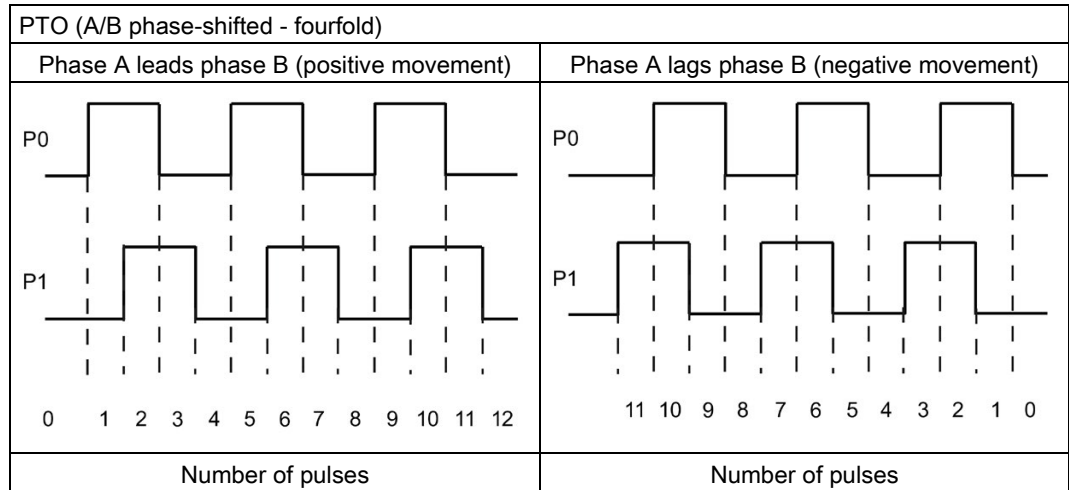 PTO (A/B phase-shifted - fourfold)
Phase A leads phase B (positive movement)
Phase A lags phase B (negative movement)
P0
P1
0 1 2 3 4 5 6 7 8 9 10 11 12
Number of pulses
P0
P1
11 10 9 8 7 6 5 4 3 2 1 0
Number of pulses